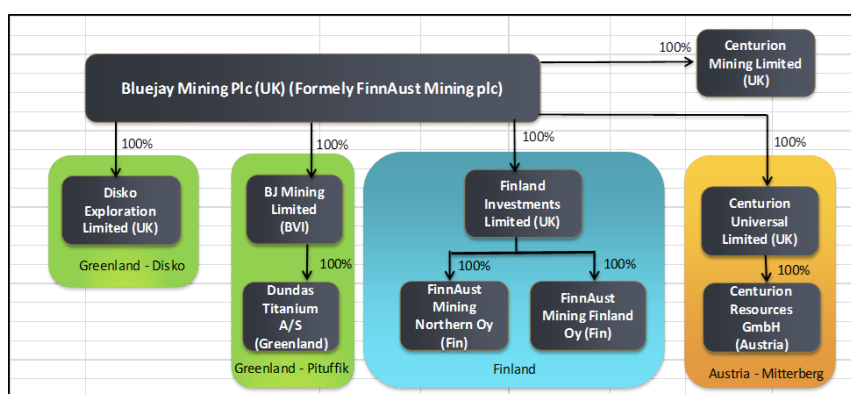 Bluejay Mining Plc (UK) (Formely FinnAust Mining plc)
100%
Centurion
Mining Limited
(UK)
100%
100%
100%
100%
Disko
Exploration
Limited (UK)
Greenland - Disko
BJ Mining
Limited
(BVI)
100%
Dundas
Titanium
A/S
(Greenland)
Greenland - Pituffik
Finland
Investments
Limited (UK)
100%
100%
FinnAust
Mining
Northern Oy
(Fin)
FinnAust
Mining Finland
Oy (Fin)
Finland
Centurion
Universal
Limited (UK)
100%
Centurion
Resources
GmbH
(Austria)
Austria - Mitterberg